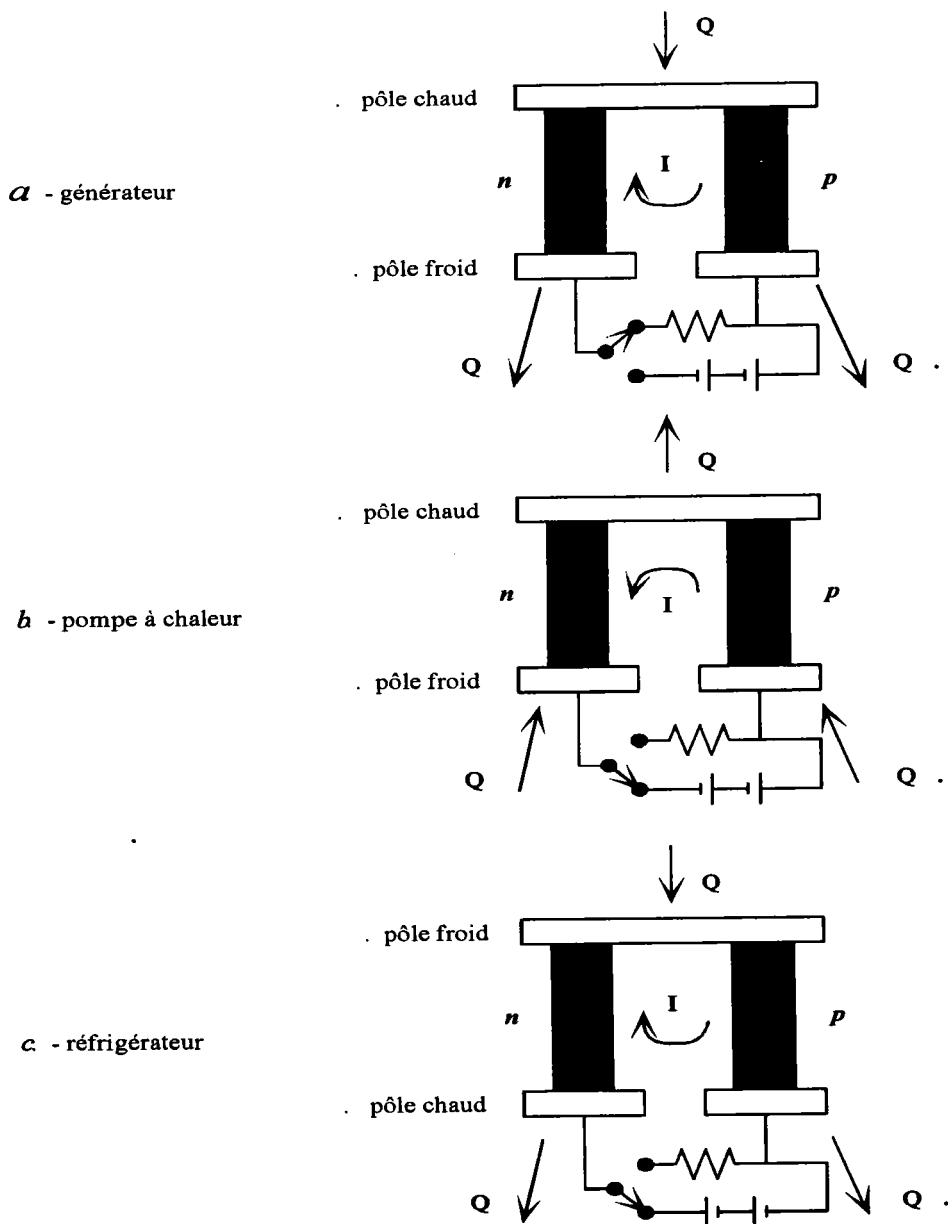 Q
. pôle chaud
I
n
p
a - générateur
. pôle froid
Q
Q .
Q
. pôle chaud
n
I
p
b - pompe à chaleur
. pôle froid
Q
Q .
Q
. pôle froid
I
n
p
c. - réfrigérateur
. pôle chaud
Q
Q .